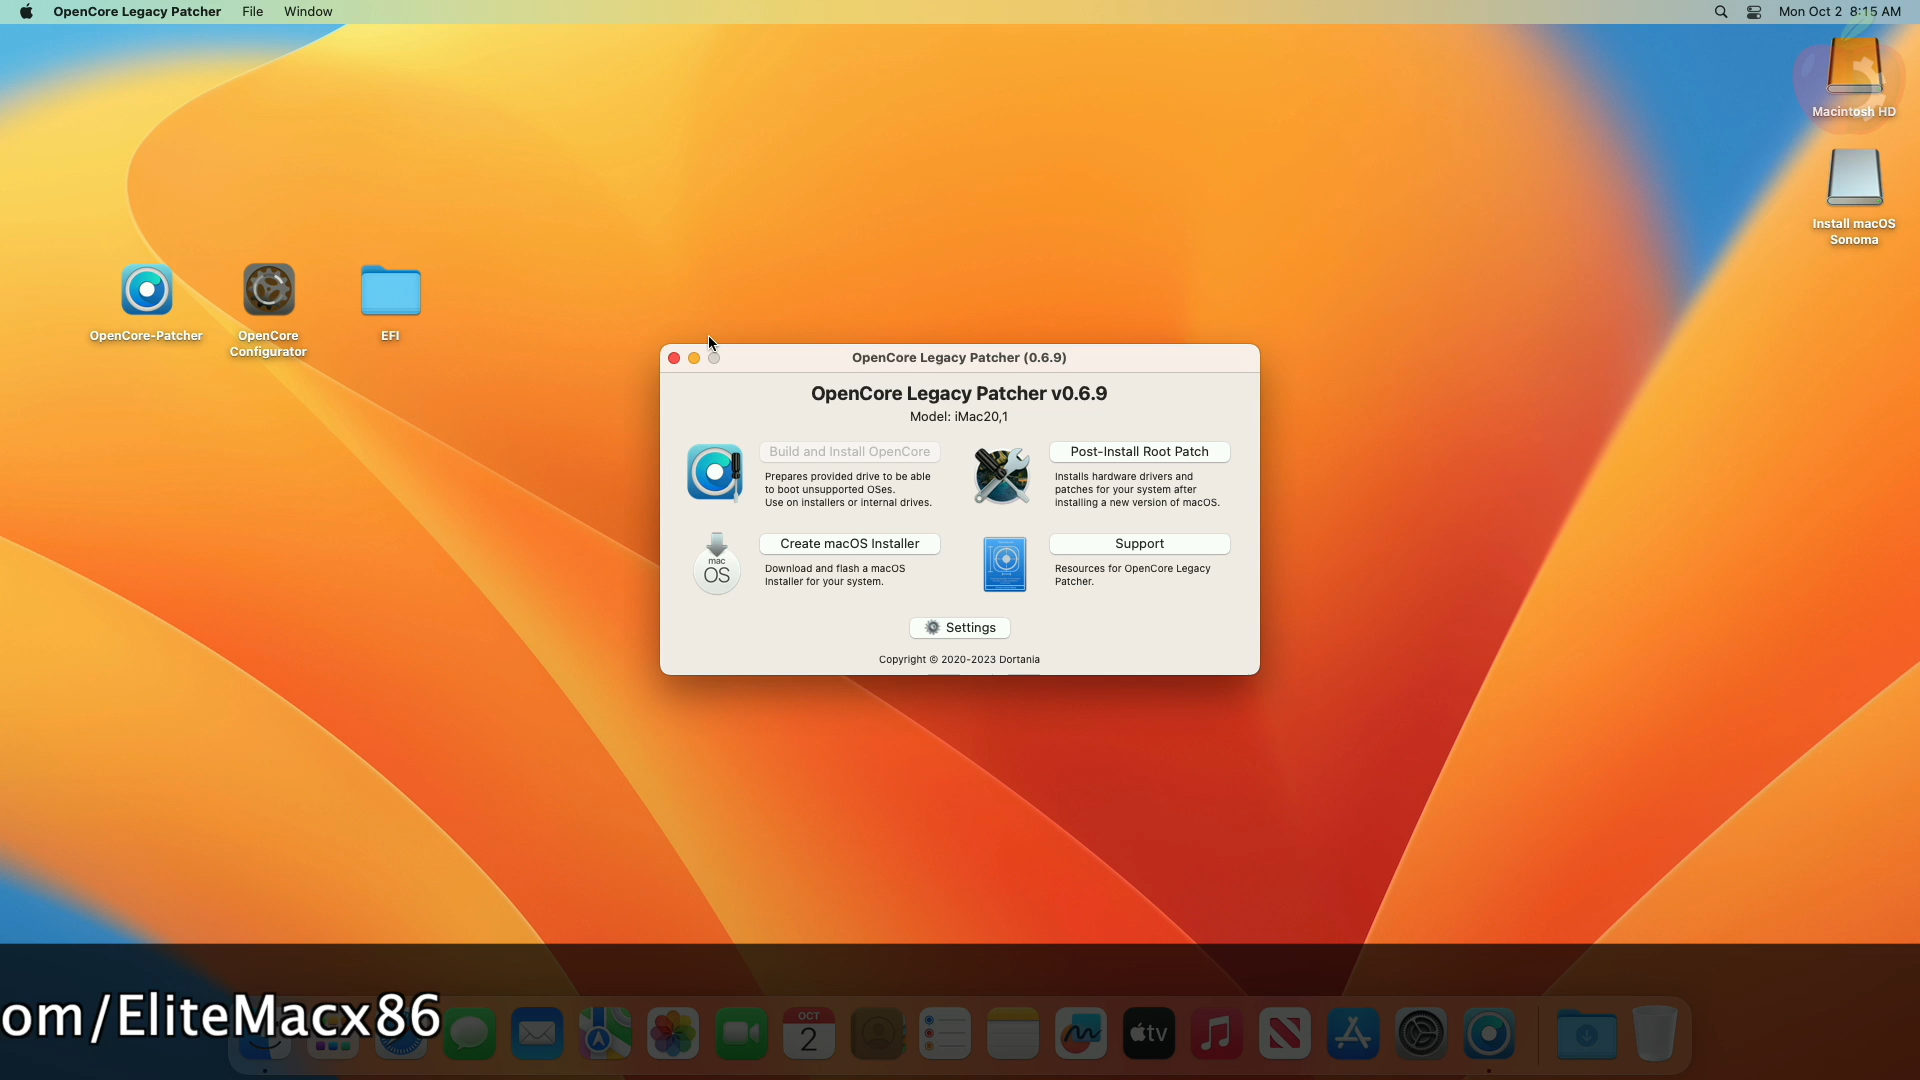 OpenCore Legacy Patcher File Window
Mon Oct 2 8:15 AM
Macintosh HD
Install macOS
Sonoma
OpenCore-Patcher
OpenCore
Configurator
EFI
OpenCore Legacy Patcher (0.6.9)
OpenCore Legacy Patcher v0.6.9
Model: iMac20,1
Build and Install OpenCore
Prepares provided drive to be able
to boot unsupported OSes.
Use on installers or internal drives.
Post-Install Root Patch
Installs hardware drivers and
patches for your system after
installing a new version of macOS.
mac
OS
Create macOS Installer
Download and flash a macOS
Installer for your system.
Support
Resources for OpenCore Legacy
Patcher.
Settings
Copyright © 2020-2023 Dortania
om/EliteMacx86
OCT
2
tv